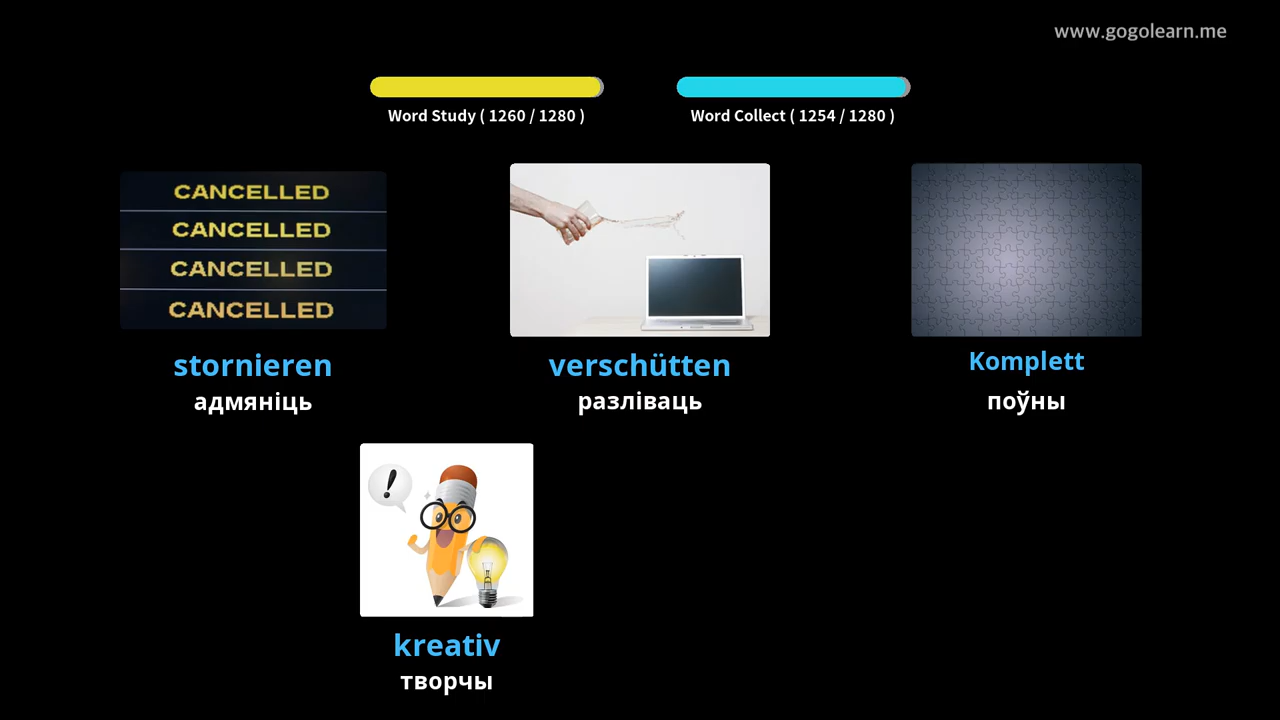 www.gogolearn.me
Word Study ( 1260 / 1280 )
Word Collect ( 1254 / 1280 )
CANCELLED
CANCELLED
CANCELLED
CANCELLED
stornieren
адмяніць
verschütten
разліваць
Komplett
поўны
!
kreativ
творчы